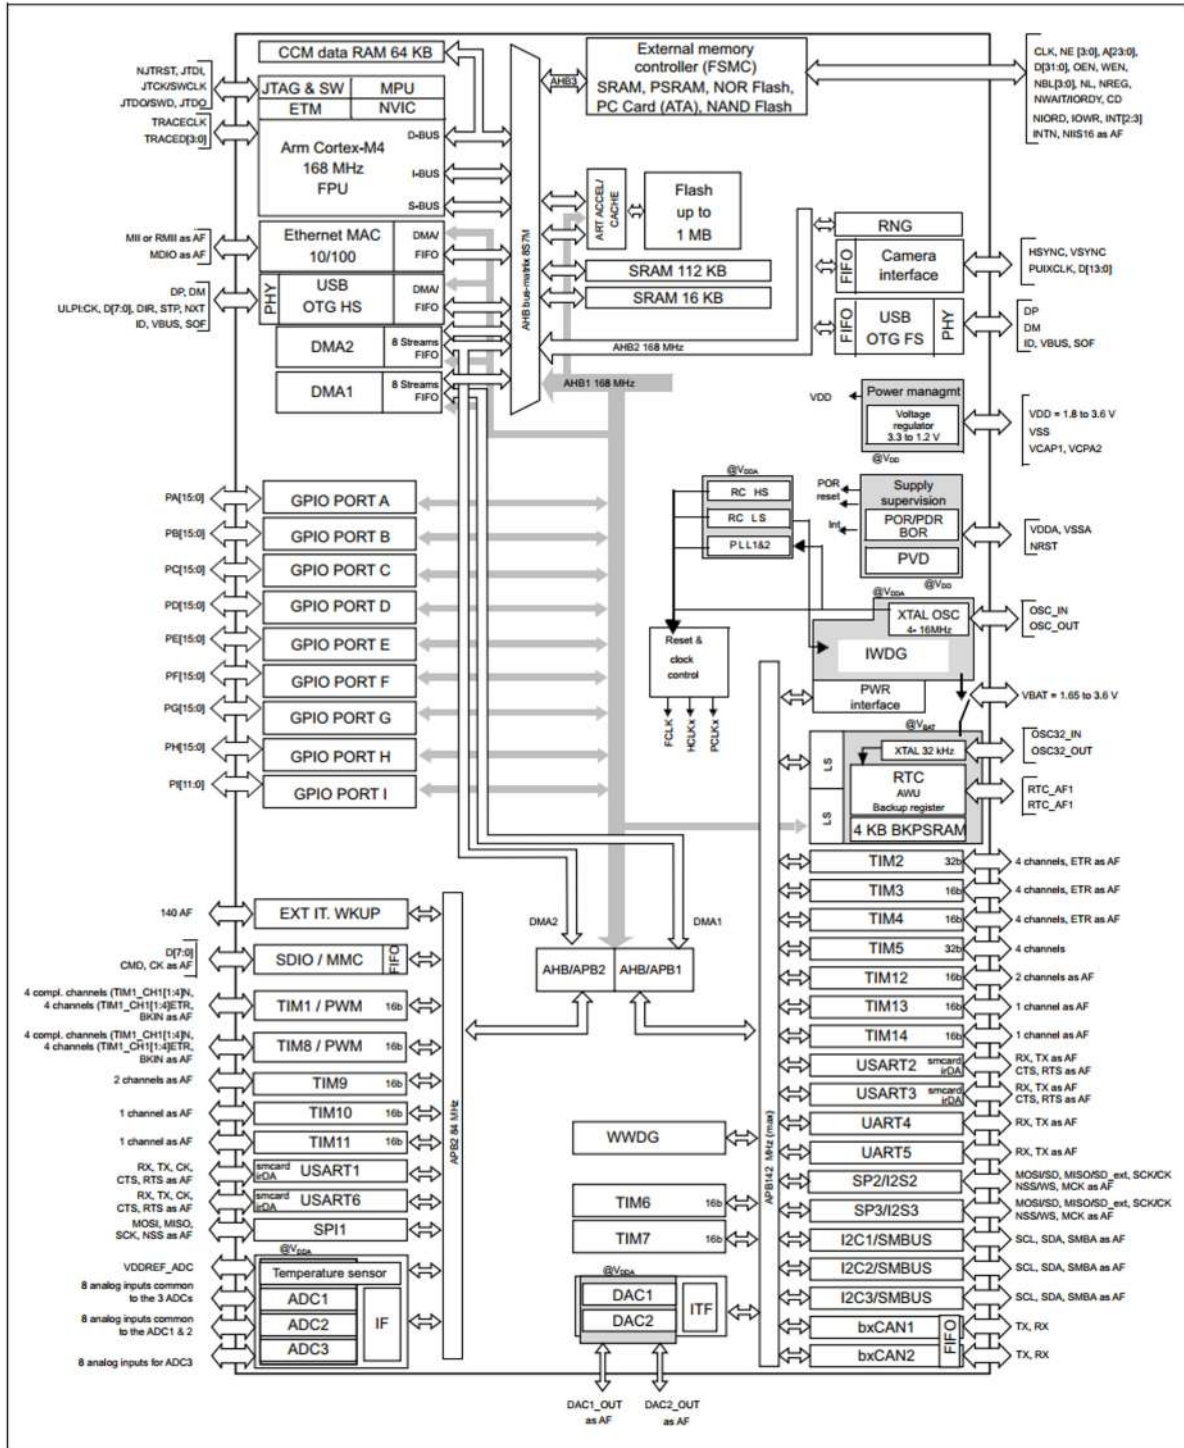 CCM data RAM 64 KB
External memory
controller (FSMC)
SRAM, PSRAM, NOR Flash,
PC Card (ATA), NAND Flash
AHB3
CLK, NE [3:0], A[23:0],
D[31:0], OEN, WEN,
NBL[3:0], NL, NREG,
NWAIT/IORDY, CD
NIORD, IOWR, INT[2:3]
INTN, NIIS16 as AF
NJTRST, JTDI,
JTCK/SWCLK
JTDO/SWD, JTDO
JTAG & SW
MPU
ETM
NVIC
TRACECLK
TRACED[3:0]
Arm Cortex-M4
168 MHz
FPU
D-BUS
I-BUS
S-BUS
AHB bus-matrix 8S7M
ART ACCEL/
CACHE
Flash
up to
1 MB
RNG
MII or RMII as AF
MDIO as AF
Ethernet MAC
10/100
DMA/
FIFO
Camera
interface
FIFO
HSYNC, VSYNC
PUIXCLK, D[13:0]
SRAM 112 KB
SRAM 16 KB
DP, DM
ULPI:CK, D[7:0], DIR, STP, NXT
ID, VBUS, SOF
PHY
USB
OTG HS
DMA/
FIFO
FIFO
USB
OTG FS
PHY
DP
DM
ID, VBUS, SOF
DMA2
8 Streams
FIFO
AHB2 168 MHz
DMA1
8 Streams
FIFO
AHB1 168 MHz
VDD
Power managmt
Voltage
regulator
3.3 to 1.2 V
@VDD
VDD = 1.8 to 3.6 V
VSS
VCAP1, VCPA2
@VDDA
RC HS
RC LS
PLL1&2
POR
reset
Int
Supply
supervision
POR/PDR
BOR
PVD
@VDD
VDDA, VSSA
NRST
PA[15:0]
GPIO PORT A
PB[15:0]
GPIO PORT B
PC[15:0]
GPIO PORT C
PD[15:0]
GPIO PORT D
PE[15:0]
GPIO PORT E
PF[15:0]
GPIO PORT F
PG[15:0]
GPIO PORT G
PH[15:0]
GPIO PORT H
PI[11:0]
GPIO PORT I
@VDDA
XTAL OSC
4- 16MHz
OSC_IN
OSC_OUT
IWDG
Reset &
clock
control
FCLK
HCLKx
PCLKx
PWR
interface
VBAT = 1.65 to 3.6 V
@VBAT
LS
XTAL 32 kHz
OSC32_IN
OSC32_OUT
RTC
AWU
Backup register
RTC_AF1
RTC_AF1
LS
4 KB BKPSRAM
DMA2
DMA1
AHB/APB2
AHB/APB1
140 AF
EXT IT. WKUP
D[7:0]
CMD, CK as AF
SDIO / MMC
FIFO
4 compl. channels (TIM1_CH1[1:4]N,
4 channels (TIM1_CH1[1:4]ETR,
BKIN as AF
TIM1 / PWM 16b
4 compl. channels (TIM1_CH1[1:4]N,
4 channels (TIM1_CH1[1:4]ETR,
BKIN as AF
TIM8 / PWM 16b
2 channels as AF
TIM9 16b
1 channel as AF
TIM10 16b
1 channel as AF
TIM11 16b
RX, TX, CK,
CTS, RTS as AF
smcard
irDA
USART1
RX, TX, CK,
CTS, RTS as AF
smcard
irDA
USART6
MOSI, MISO,
SCK, NSS as AF
SPI1
@VDDA
VDDREF_ADC
Temperature sensor
8 analog inputs common
to the 3 ADCs
ADC1
8 analog inputs common
to the ADC1 & 2
ADC2
8 analog inputs for ADC3
ADC3
IF
APB2 84 MHz
WWDG
TIM6 16b
TIM7 16b
@VDDA
DAC1
DAC2
ITF
DAC1_OUT
as AF
DAC2_OUT
as AF
APB142 MHz (max)
TIM2 32b
4 channels, ETR as AF
TIM3 16b
4 channels, ETR as AF
TIM4 16b
4 channels, ETR as AF
TIM5 32b
4 channels
TIM12 16b
2 channels as AF
TIM13 16b
1 channel as AF
TIM14 16b
1 channel as AF
USART2
smcard
irDA
RX, TX as AF
CTS, RTS as AF
USART3
smcard
irDA
RX, TX as AF
CTS, RTS as AF
UART4
RX, TX as AF
UART5
RX, TX as AF
SP2/I2S2
MOSI/SD, MISO/SD_ext, SCK/CK
NSS/WS, MCK as AF
SP3/I2S3
MOSI/SD, MISO/SD_ext, SCK/CK
NSS/WS, MCK as AF
I2C1/SMBUS
SCL, SDA, SMBA as AF
I2C2/SMBUS
SCL, SDA, SMBA as AF
I2C3/SMBUS
SCL, SDA, SMBA as AF
bxCAN1
TX, RX
bxCAN2
FIFO
TX, RX